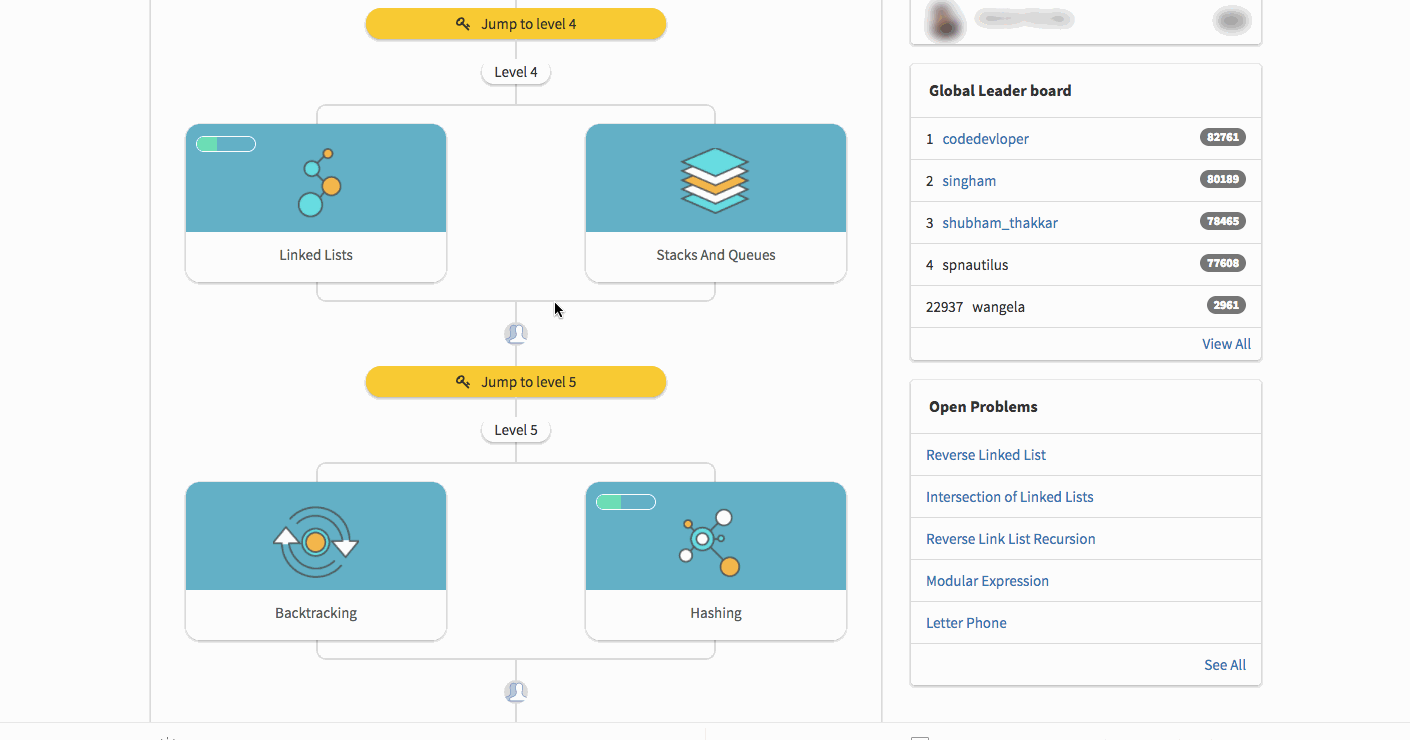 Jump to level 4
Level 4
Linked Lists
Stacks And Queues
Jump to level 5
Level 5
Backtracking
Hashing
Global Leader board
1 codedevloper 82761
2 singham 80189
3 shubham_thakkar 78465
4 spnautilus 77608
22937 wangela 2961
View All
Open Problems
Reverse Linked List
Intersection of Linked Lists
Reverse Link List Recursion
Modular Expression
Letter Phone
See All